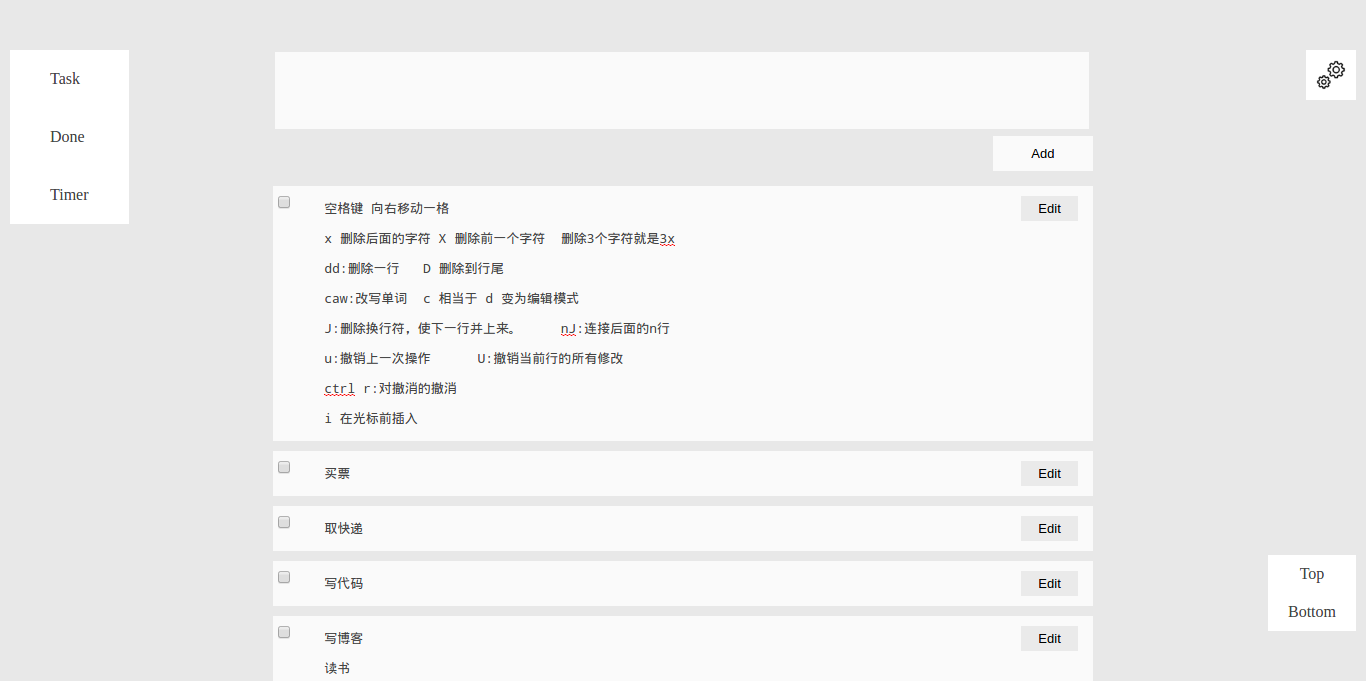 Task
Done
Timer
Add
空格键 向右移动一格
Edit
x 删除后面的字符 X 删除前一个字符  删除3个字符就是3x
dd:删除一行   D 删除到行尾
caw:改写单词  c 相当于 d 变为编辑模式
J:删除换行符，使下一行并上来。     nJ:连接后面的n行
u:撤销上一次操作      U:撤销当前行的所有修改
ctrl r:对撤消的撤消
i 在光标前插入
买票
Edit
取快递
Edit
写代码
Edit
写博客
Edit
读书
Top
Bottom